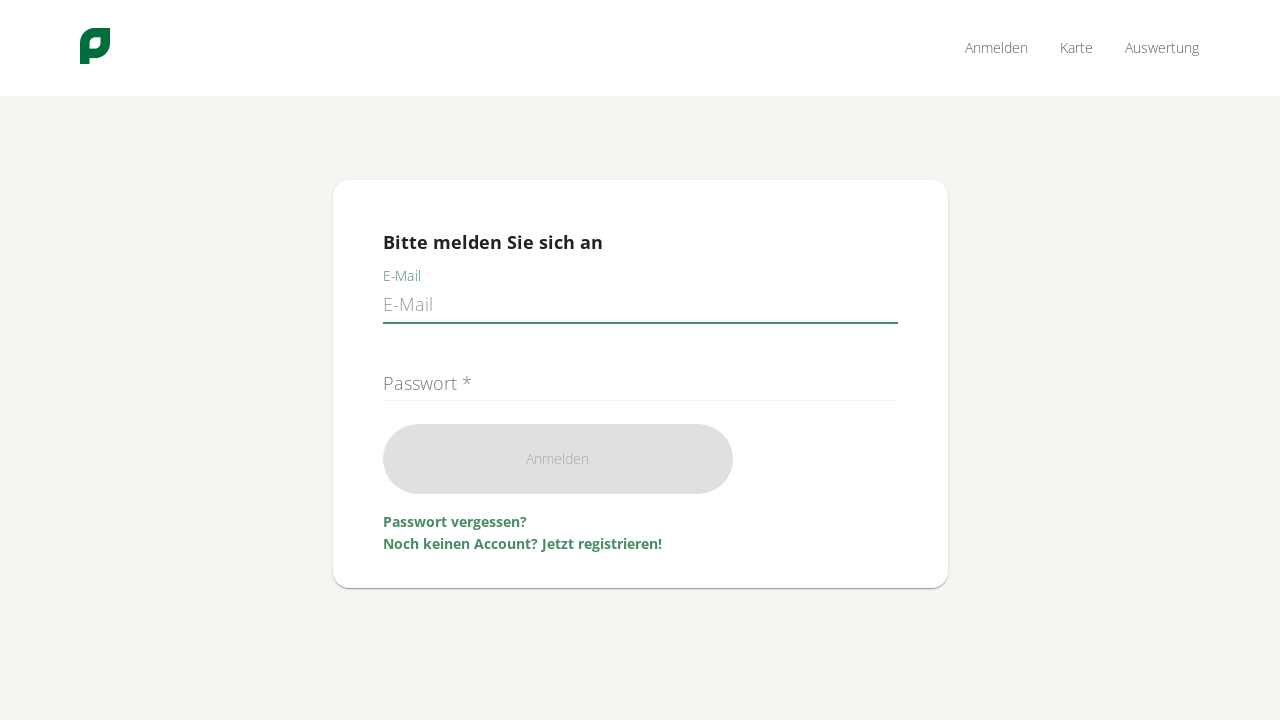 Anmelden Karte Auswertung
Bitte melden Sie sich an
E-Mail
E-Mail
Passwort *
Anmelden
Passwort vergessen?
Noch keinen Account? Jetzt registrieren!